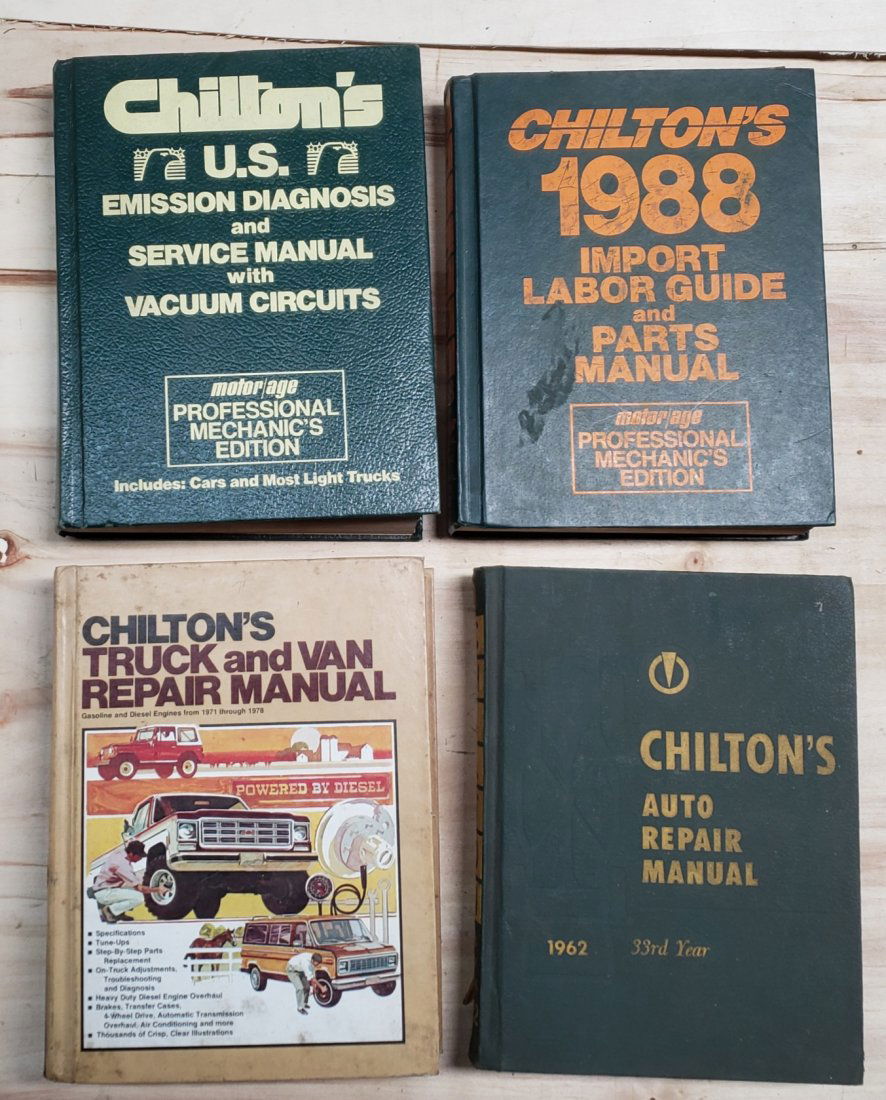 Chilton's
U.S.
EMISSION DIAGNOSIS
and
SERVICE MANUAL
with
VACUUM CIRCUITS
motor/age
PROFESSIONAL
MECHANIC'S
EDITION
Includes: Cars and Most Light Trucks
CHILTON'S
1988
IMPORT
LABOR GUIDE
and
PARTS
MANUAL
motor/age
PROFESSIONAL
MECHANIC'S
EDITION
CHILTON'S
TRUCK and VAN
REPAIR MANUAL
Gasoline and Diesel Engines from 1971 through 1978
POWERED BY DIESEL
■ Specifications
■ Tune-Ups
■ Step-By-Step Parts
Replacement
■ On-Truck Adjustments,
Troubleshooting
and Diagnosis
■ Heavy Duty Diesel Engine Overhaul
■ Brakes, Transfer Cases,
4-Wheel Drive, Automatic Transmission
Overhaul, Air Conditioning and more
■ Thousands of Crisp, Clear Illustrations
CHILTON'S
AUTO
REPAIR
MANUAL
1962 33rd Year